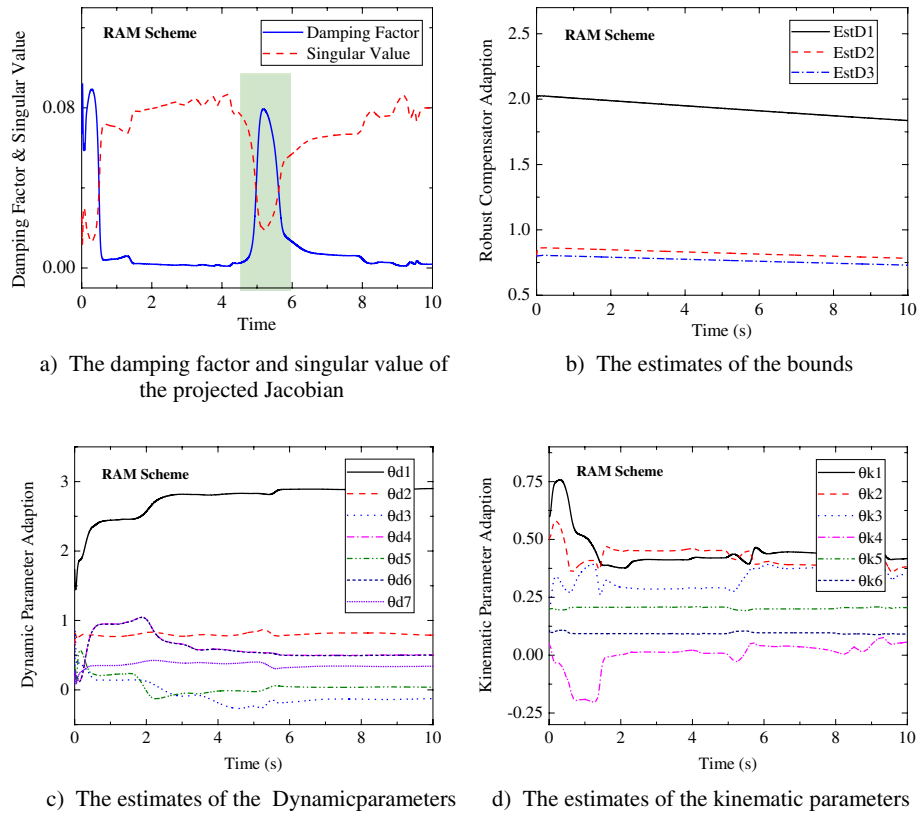 RAM Scheme
Damping Factor
Singular Value
Damping Factor & Singular Value
0.08
0.00
0 2 4 6 8 10
Time
a) The damping factor and singular value of
the projected Jacobian
RAM Scheme
EstD1
EstD2
EstD3
Robust Compensator Adaption
2.5
2.0
1.5
1.0
0.5
0 2 4 6 8 10
Time (s)
b) The estimates of the bounds
RAM Scheme
θd1
θd2
θd3
θd4
θd5
θd6
θd7
Dynamic Parameter Adaption
3
2
1
0
0 2 4 6 8 10
Time (s)
c) The estimates of the Dynamicparameters
RAM Scheme
θk1
θk2
θk3
θk4
θk5
θk6
Kinematic Parameter Adaption
0.75
0.50
0.25
0.00
-0.25
0 2 4 6 8 10
Time (s)
d) The estimates of the kinematic parameters